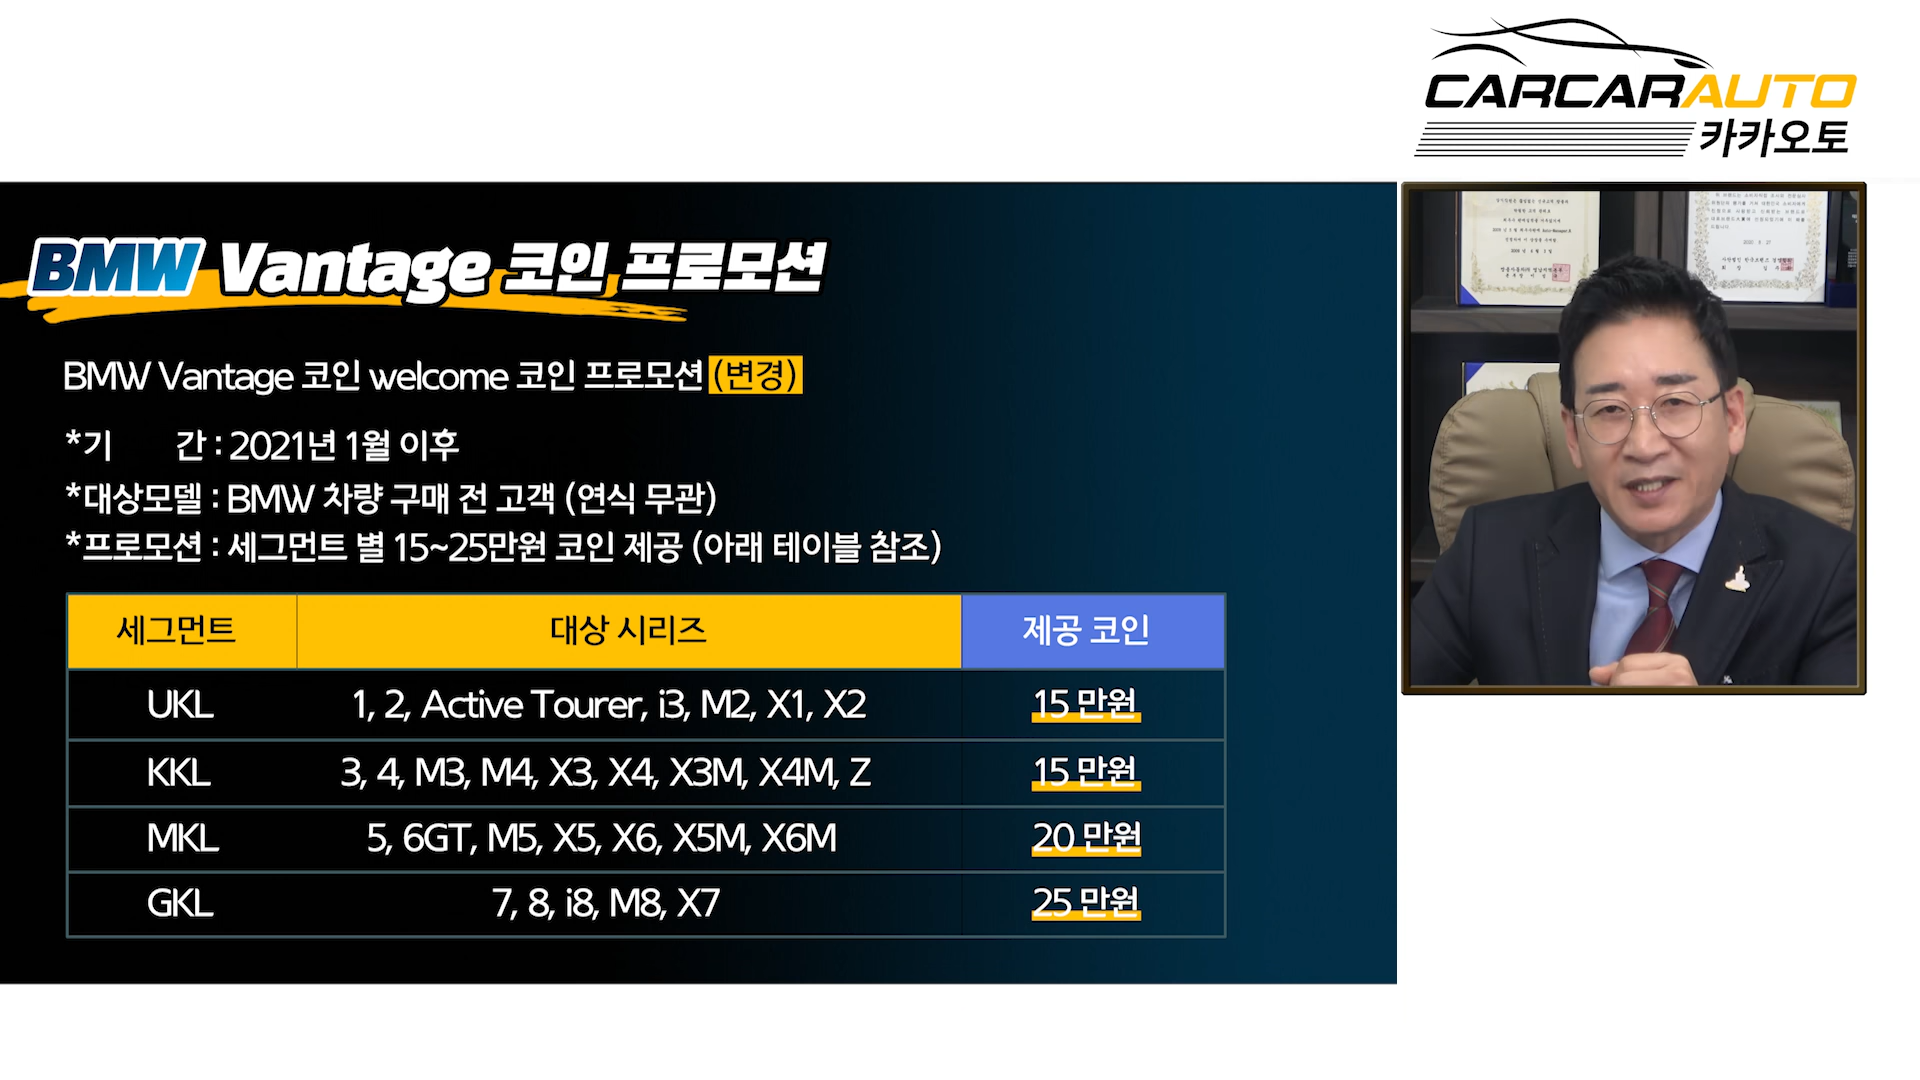 CARCARAUTO
카카오토
BMW Vantage 코인 프로모션
BMW Vantage 코인 welcome 코인 프로모션 (변경)
*기 간 : 2021년 1월 이후
*대상모델 : BMW 차량 구매 전 고객 (연식 무관)
*프로모션 : 세그먼트 별 15~25만원 코인 제공 (아래 테이블 참조)
세그먼트 대상 시리즈 제공 코인
UKL 1, 2, Active Tourer, i3, M2, X1, X2 15 만원
KKL 3, 4, M3, M4, X3, X4, X3M, X4M, Z 15 만원
MKL 5, 6GT, M5, X5, X6, X5M, X6M 20 만원
GKL 7, 8, i8, M8, X7 25 만원